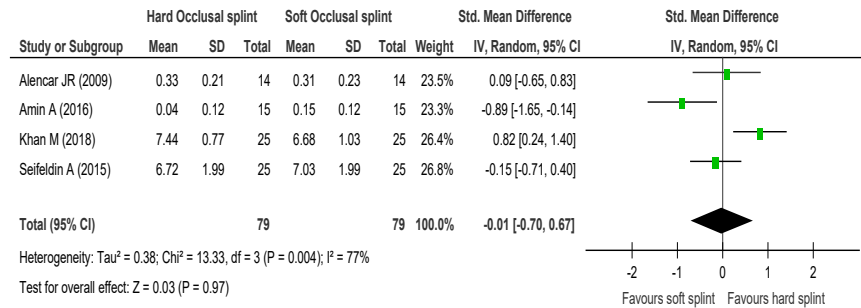 Hard Occlusal splint Soft Occlusal splint Std. Mean Difference Std. Mean Difference
Study or Subgroup Mean SD Total Mean SD Total Weight IV, Random, 95% CI IV, Random, 95% CI
Alencar JR (2009) 0.33 0.21 14 0.31 0.23 14 23.5% 0.09 [-0.65, 0.83]
Amin A (2016) 0.04 0.12 15 0.15 0.12 15 23.3% -0.89 [-1.65, -0.14]
Khan M (2018) 7.44 0.77 25 6.68 1.03 25 26.4% 0.82 [0.24, 1.40]
Seifeldin A (2015) 6.72 1.99 25 7.03 1.99 25 26.8% -0.15 [-0.71, 0.40]
Total (95% CI) 79 79 100.0% -0.01 [-0.70, 0.67]
Heterogeneity: Tau² = 0.38; Chi² = 13.33, df = 3 (P = 0.004); I² = 77%
Test for overall effect: Z = 0.03 (P = 0.97)
-2 -1 0 1 2
Favours soft splint Favours hard splint